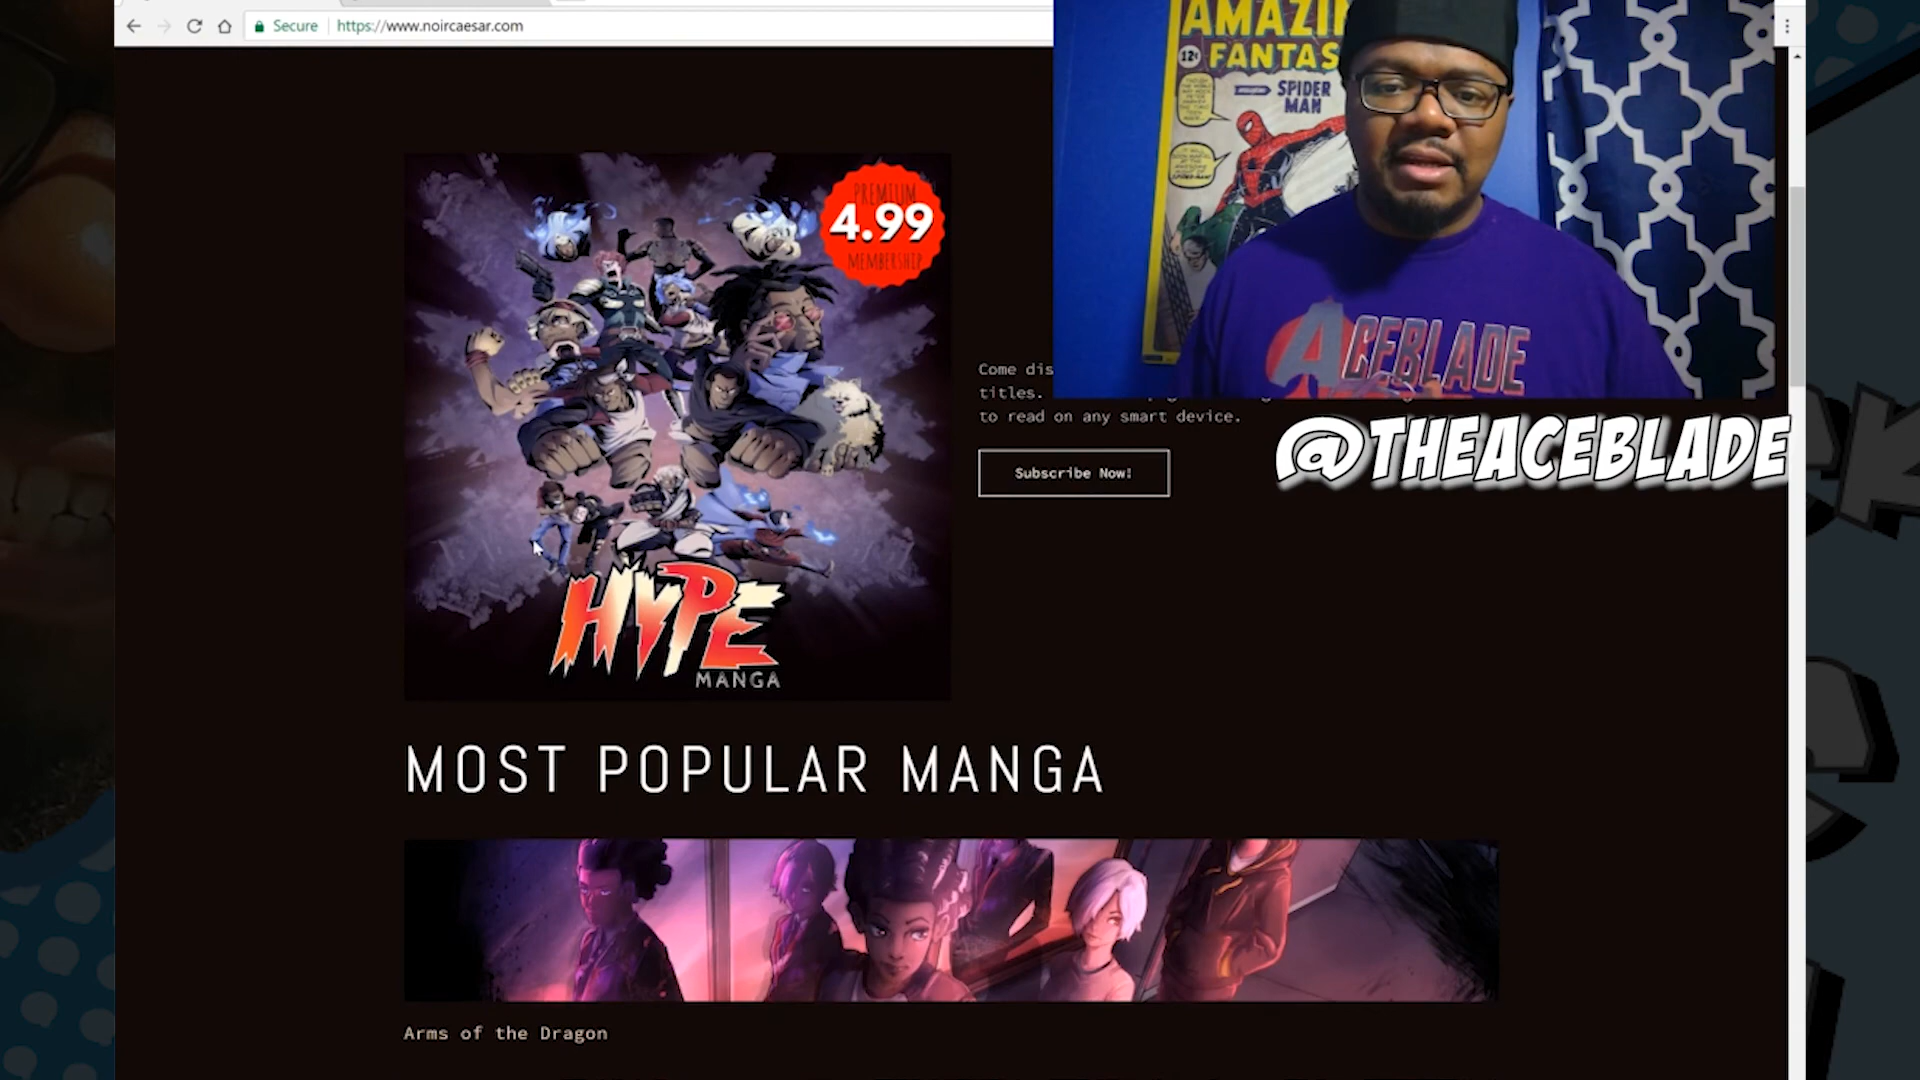 Secure
https://www.noircaesar.com
AMAZIN
12¢
FANTAS
SPIDER
MAN
PREMIUM
4.99
MEMBERSHIP
ACEBLADE
Come dis
titles.
to read on any smart device.
@THEACEBLADE
Subscribe Now!
HYPE
MANGA
MOST POPULAR MANGA
Arms of the Dragon